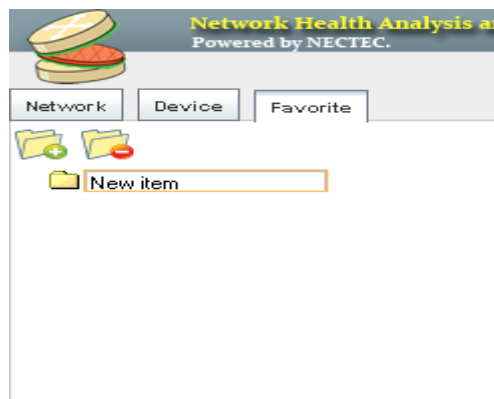 Network Health Analysis a
Powered by NECTEC.
Network Device Favorite
New item